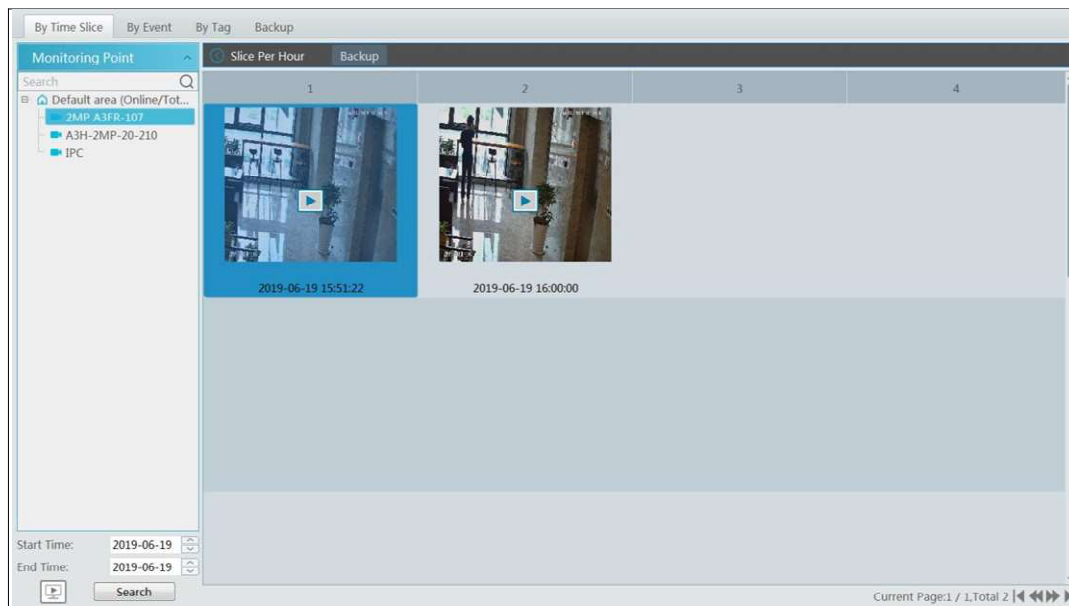 By Time Slice By Event By Tag Backup
Monitoring Point
Slice Per Hour Backup
Search
1 2 3 4
Default area (Online/Tot...
2MP A3FR-107
A3H-2MP-20-210
IPC
2019-06-19 15:51:22 2019-06-19 16:00:00
Start Time: 2019-06-19
End Time: 2019-06-19
Search
Current Page:1 / 1,Total 2